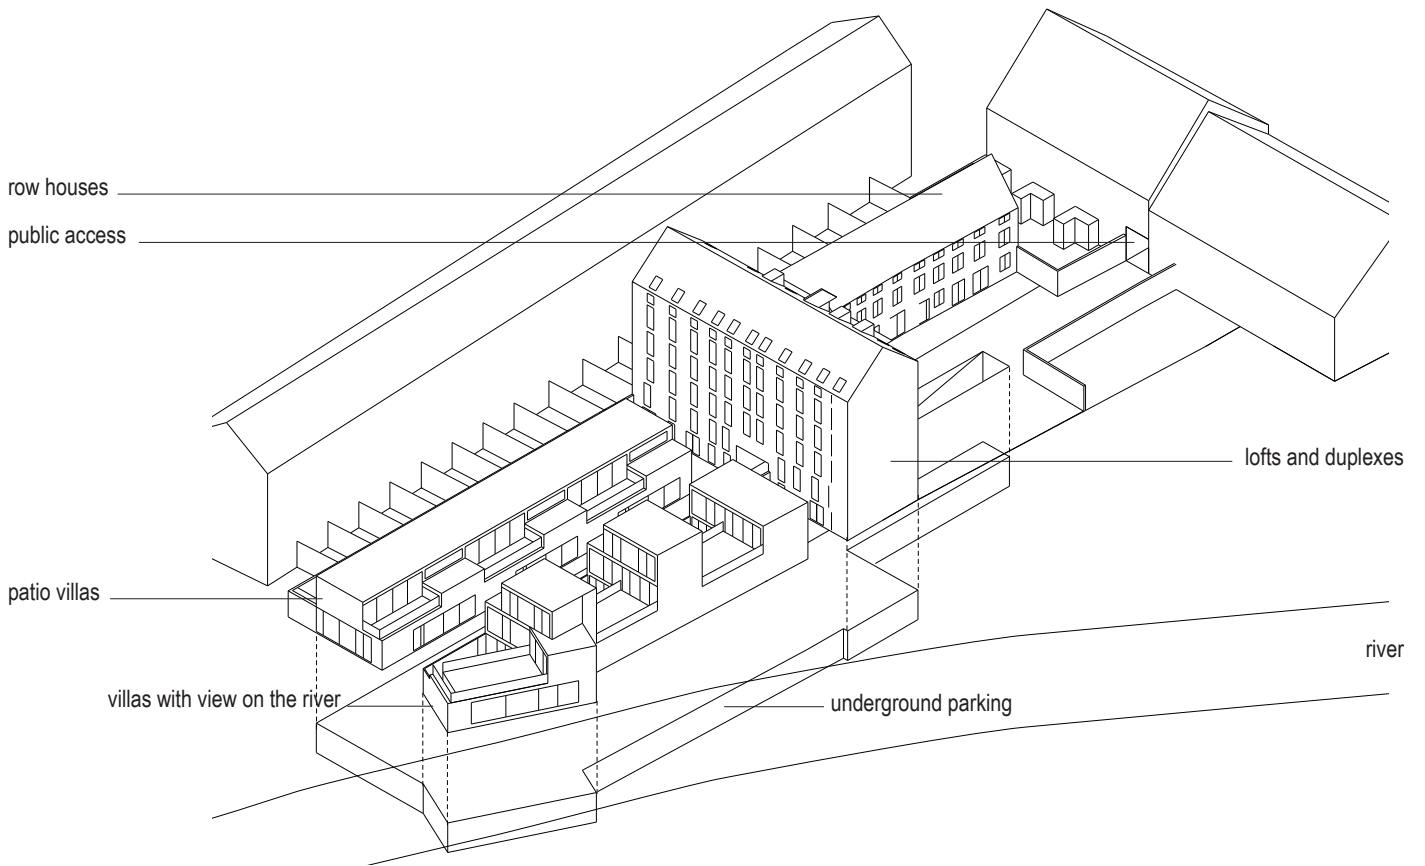 row houses
public access
lofts and duplexes
patio villas
river
villas with view on the river
underground parking